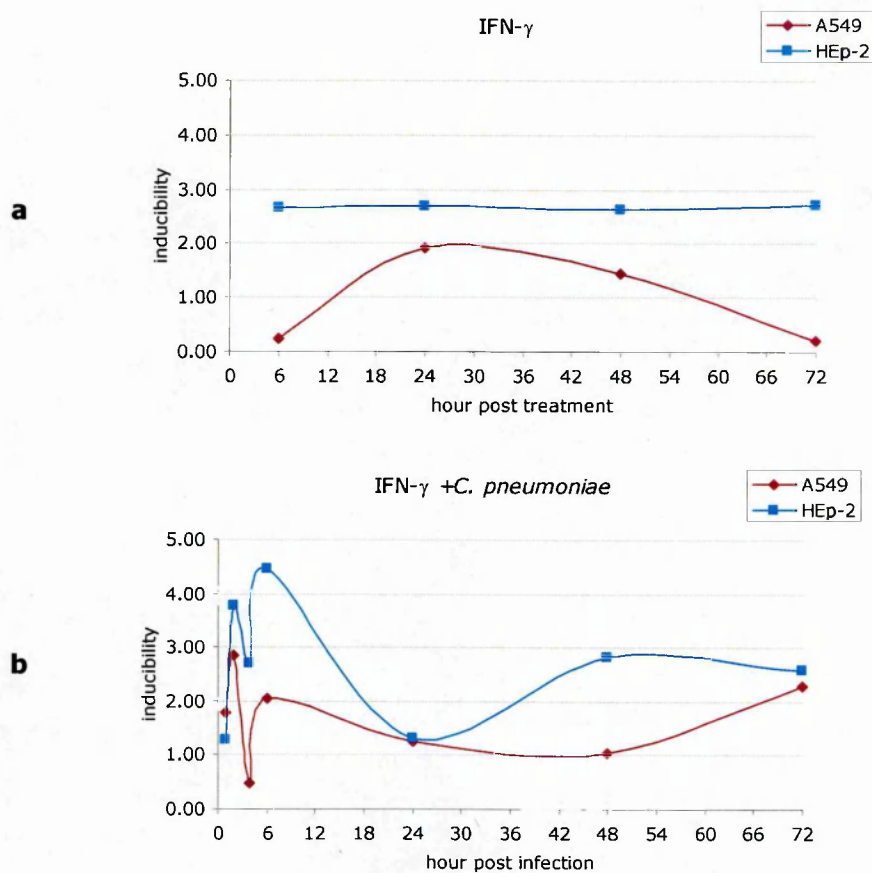 IFN-γ
A549
HEp-2
a
inducibility
5.00
4.00
3.00
2.00
1.00
0.00
0 6 12 18 24 30 36 42 48 54 60 66 72
hour post treatment
IFN-γ +C. pneumoniae
A549
HEp-2
b
inducibility
5.00
4.00
3.00
2.00
1.00
0.00
0 6 12 18 24 30 36 42 48 54 60 66 72
hour post infection